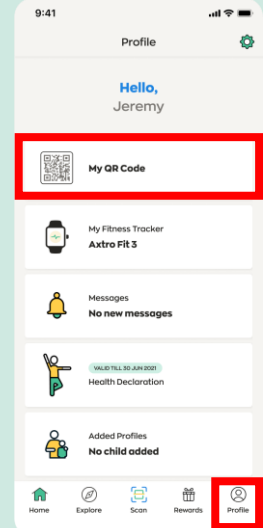 9:41
Profile
Hello,
Jeremy
My QR Code
My Fitness Tracker
Axtro Fit 3
Messages
No new messages
VALID TILL 30 JUN 2021
Health Declaration
Added Profiles
No child added
Home Explore Scan Rewards Profile